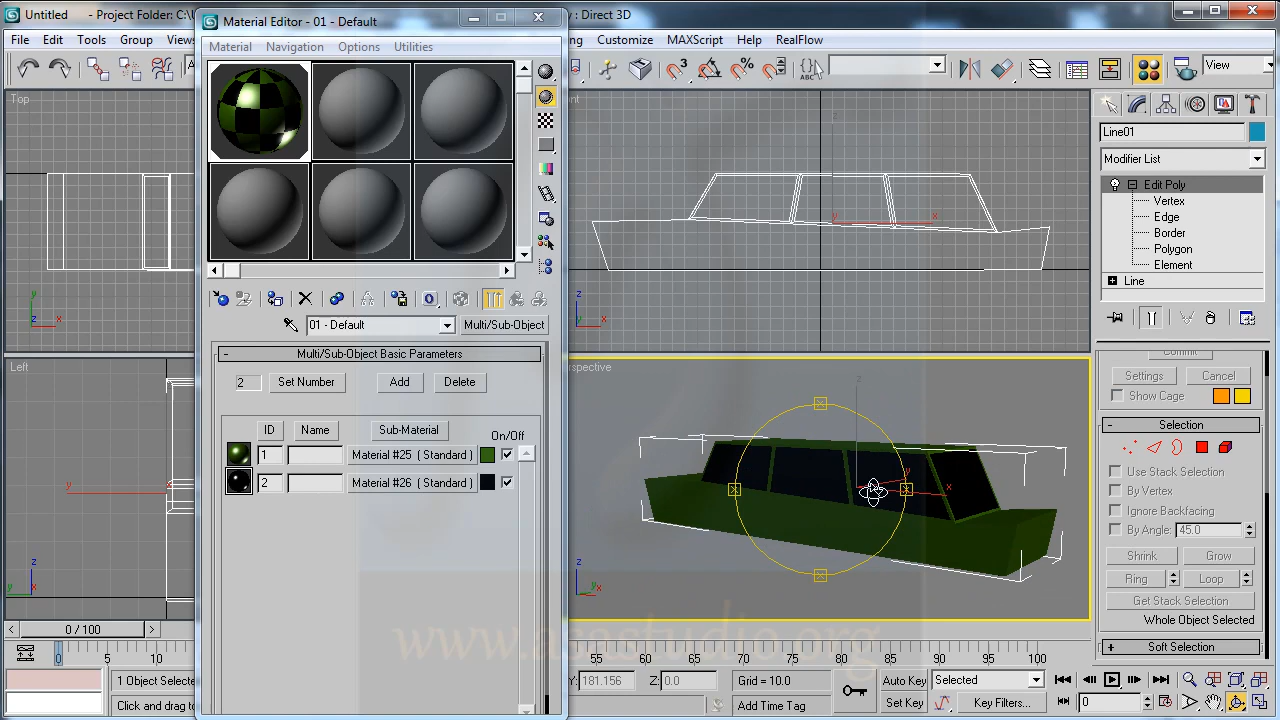 Untitled - Project Folder: C:\
Material Editor - 01 - Default
: Direct 3D
File Edit Tools Group Views
Material Navigation Options Utilities
Customize MAXScript Help RealFlow
3 % ABC View
Top
Line01
Modifier List
Edit Poly
Vertex
Edge
Border
Polygon
Element
Line
01 - Default Multi/Sub-Object
- Multi/Sub-Object Basic Parameters
2 Set Number Add Delete
ID Name Sub-Material On/Off
1 Material #25 ( Standard )
2 Material #26 ( Standard )
Left
erspective
Commit
Settings Cancel
Show Cage
- Selection
Use Stack Selection
By Vertex
Ignore Backfacing
By Angle: 45.0
Shrink Grow
Ring Loop
Get Stack Selection
Whole Object Selected
+ Soft Selection
www.asastudio.org
0 / 100
0 5 10 55 60 65 70 75 80 85 90 95 100
1 Object Selecte Y: 181.156 Z: 0.0 Grid = 10.0 Auto Key Selected
Click and drag to Add Time Tag Set Key Key Filters... 0